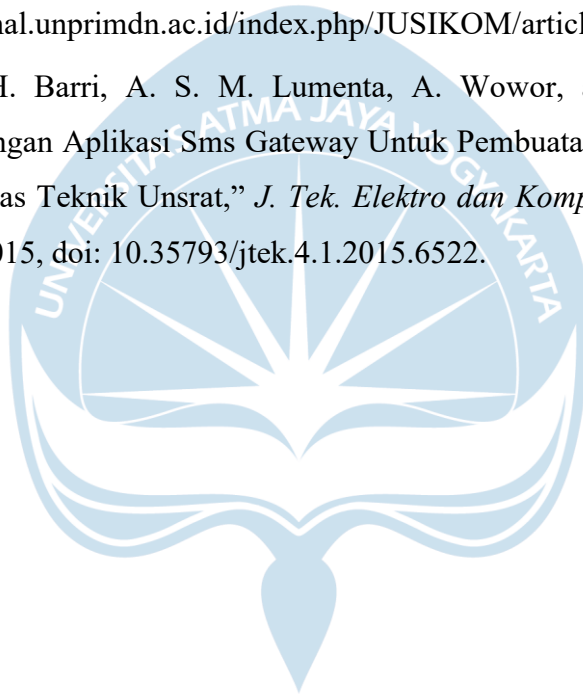 nal.unprimdn.ac.id/index.php/JUSIKOM/articl
H. Barri, A. S. M. Lumenta, A. Wowor,
ngan Aplikasi Sms Gateway Untuk Pembuata
as Teknik Unsrat,” J. Tek. Elektro dan Komp
015, doi: 10.35793/jtek.4.1.2015.6522.
UNIVERSITAS ATMA JAYA YOGYAKARTA